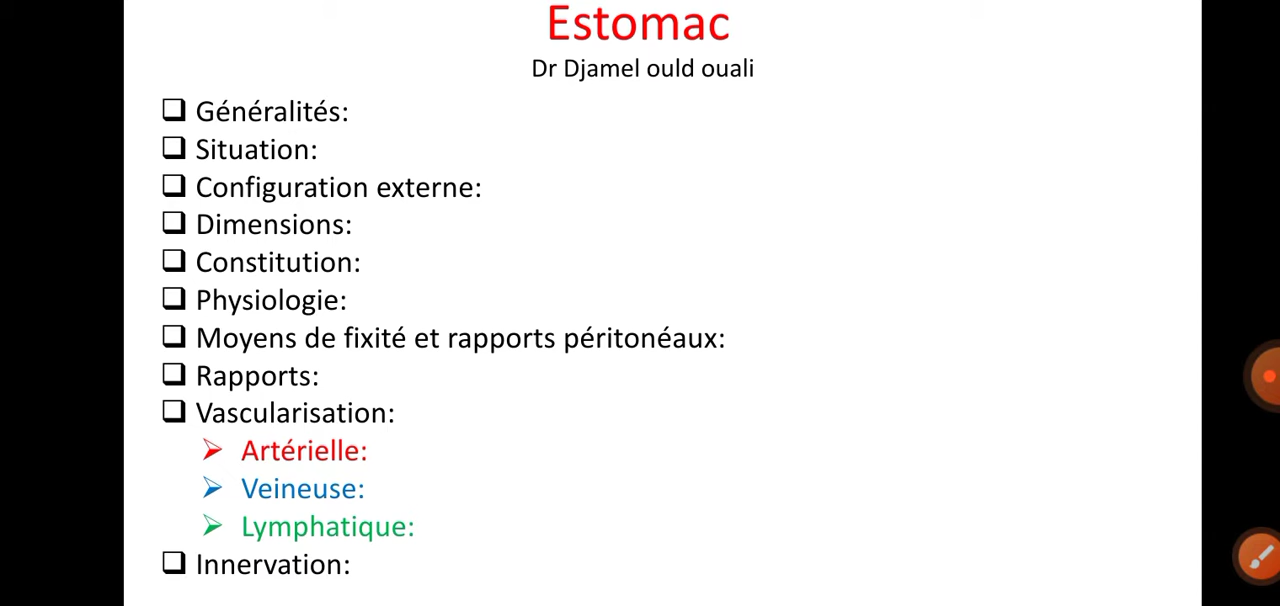 Estomac
Dr Djamel ould ouali
❑ Généralités:
❑ Situation:
❑ Configuration externe:
❑ Dimensions:
❑ Constitution:
❑ Physiologie:
❑ Moyens de fixité et rapports péritonéaux:
❑ Rapports:
❑ Vascularisation:
➢ Artérielle:
➢ Veineuse:
➢ Lymphatique:
❑ Innervation: